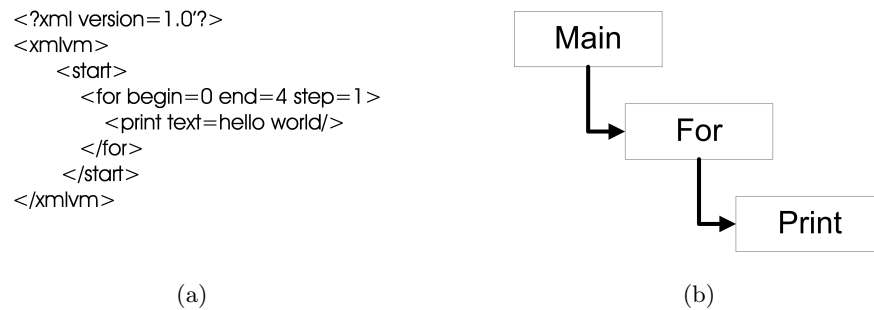 <?xml version=1.0'?>
<xmlvm>
<start>
<for begin=0 end=4 step=1>
<print text=hello world/>
</for>
</start>
</xmlvm>
(a)
Main
For
Print
(b)